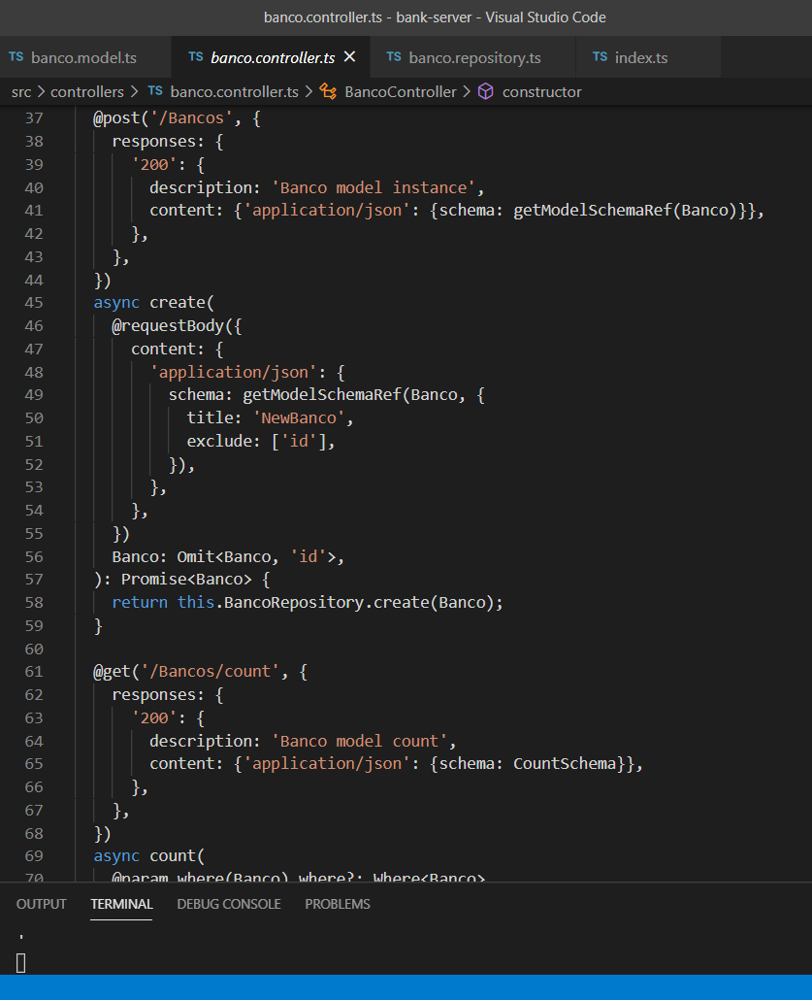 banco.controller.ts - bank-server - Visual Studio Code
TS banco.model.ts TS banco.controller.ts × TS banco.repository.ts TS index.ts
src > controllers > TS banco.controller.ts > BancoController > constructor
37 @post('/Bancos', {
38 responses: {
39 '200': {
40 description: 'Banco model instance',
41 content: {'application/json': {schema: getModelSchemaRef(Banco)}},
42 },
43 },
44 })
45 async create(
46 @requestBody({
47 content: {
48 'application/json': {
49 schema: getModelSchemaRef(Banco, {
50 title: 'NewBanco',
51 exclude: ['id'],
52 }),
53 },
54 },
55 })
56 Banco: Omit<Banco, 'id'>,
57 ): Promise<Banco> {
58 return this.BancoRepository.create(Banco);
59 }
60
61 @get('/Bancos/count', {
62 responses: {
63 '200': {
64 description: 'Banco model count',
65 content: {'application/json': {schema: CountSchema}},
66 },
67 },
68 })
69 async count(
70 @param.where(Banco) where?: Where<Banco>
OUTPUT TERMINAL DEBUG CONSOLE PROBLEMS
'